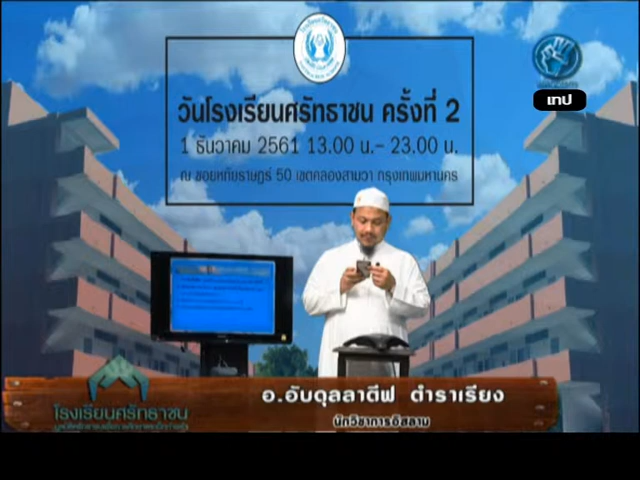 วันโรงเรียนศรัทธาชน ครั้งที่ 2
1 ธันวาคม 2561 13.00 น.- 23.00 น.
ณ ซอยหทัยราษฎร์ 50 เขตคลองสามวา กรุงเทพมหานคร
เทป
อ.อับดุลลาตีฟ ตำราเรียง
นักวิชาการอิสลาม
โรงเรียนศรัทธาชน